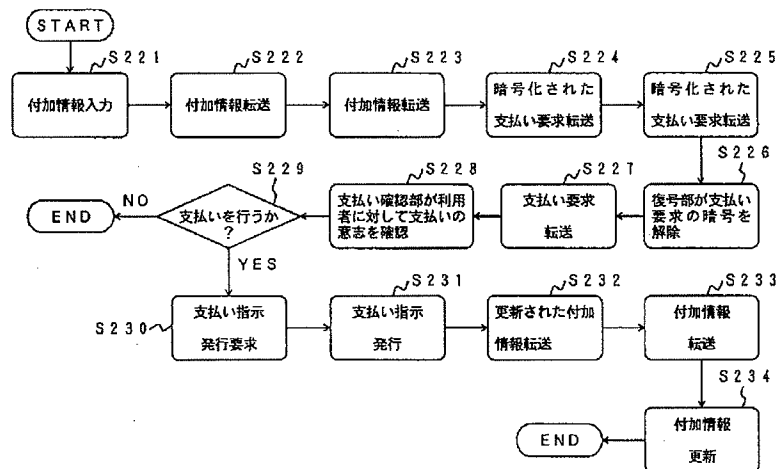 START
S221
付加情報入力
S222
付加情報転送
S223
付加情報転送
S224
暗号化された
支払い要求転送
S225
暗号化された
支払い要求転送
S226
復号部が支払い
要求の暗号を
解除
S227
支払い要求
転送
S228
支払い確認部が利用
者に対して支払いの
意志を確認
S229
支払いを行うか
?
NO
END
YES
S230
支払い指示
発行要求
S231
支払い指示
発行
S232
更新された付加
情報転送
S233
付加情報
転送
S234
付加情報
更新
END